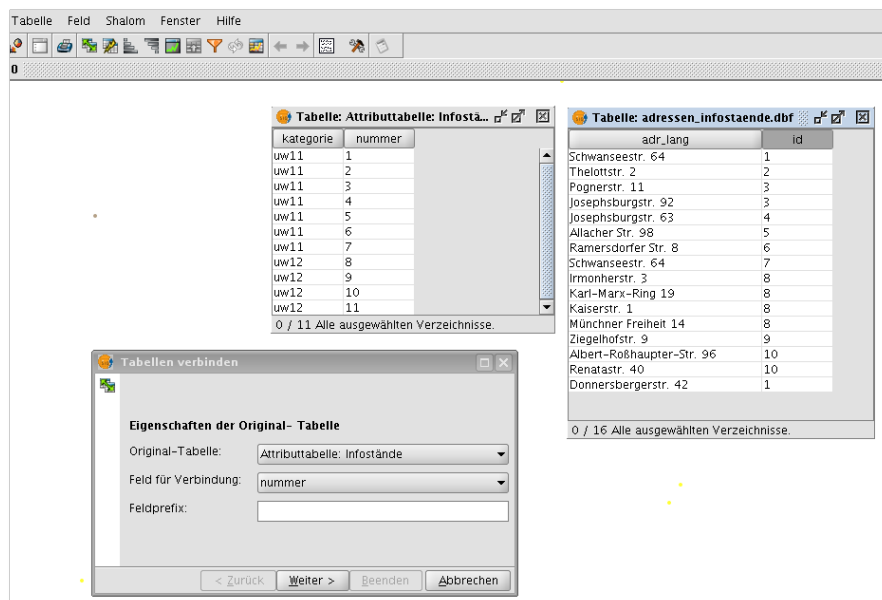 Tabelle Feld Shalom Fenster Hilfe
0
Tabelle: Attributtabelle: Infostä...
kategorie nummer
uw11 1
uw11 2
uw11 3
uw11 4
uw11 5
uw11 6
uw11 7
uw12 8
uw12 9
uw12 10
uw12 11
0 / 11 Alle ausgewählten Verzeichnisse.
Tabelle: adressen_infostaende.dbf
adr_lang id
Schwanseestr. 64 1
Thelottstr. 2 2
Pognerstr. 11 3
Josephsburgstr. 92 3
Josephsburgstr. 63 4
Allacher Str. 98 5
Ramersdorfer Str. 8 6
Schwanseestr. 64 7
Irmonherstr. 3 8
Karl-Marx-Ring 19 8
Kaiserstr. 1 8
Münchner Freiheit 14 8
Ziegelhofstr. 9 9
Albert-Roßhaupter-Str. 96 10
Renatastr. 40 10
Donnersbergerstr. 42 1
0 / 16 Alle ausgewählten Verzeichnisse.
Tabellen verbinden
Eigenschaften der Original- Tabelle
Original-Tabelle: Attributtabelle: Infostände
Feld für Verbindung: nummer
Feldprefix:
< Zurück Weiter > Beenden Abbrechen